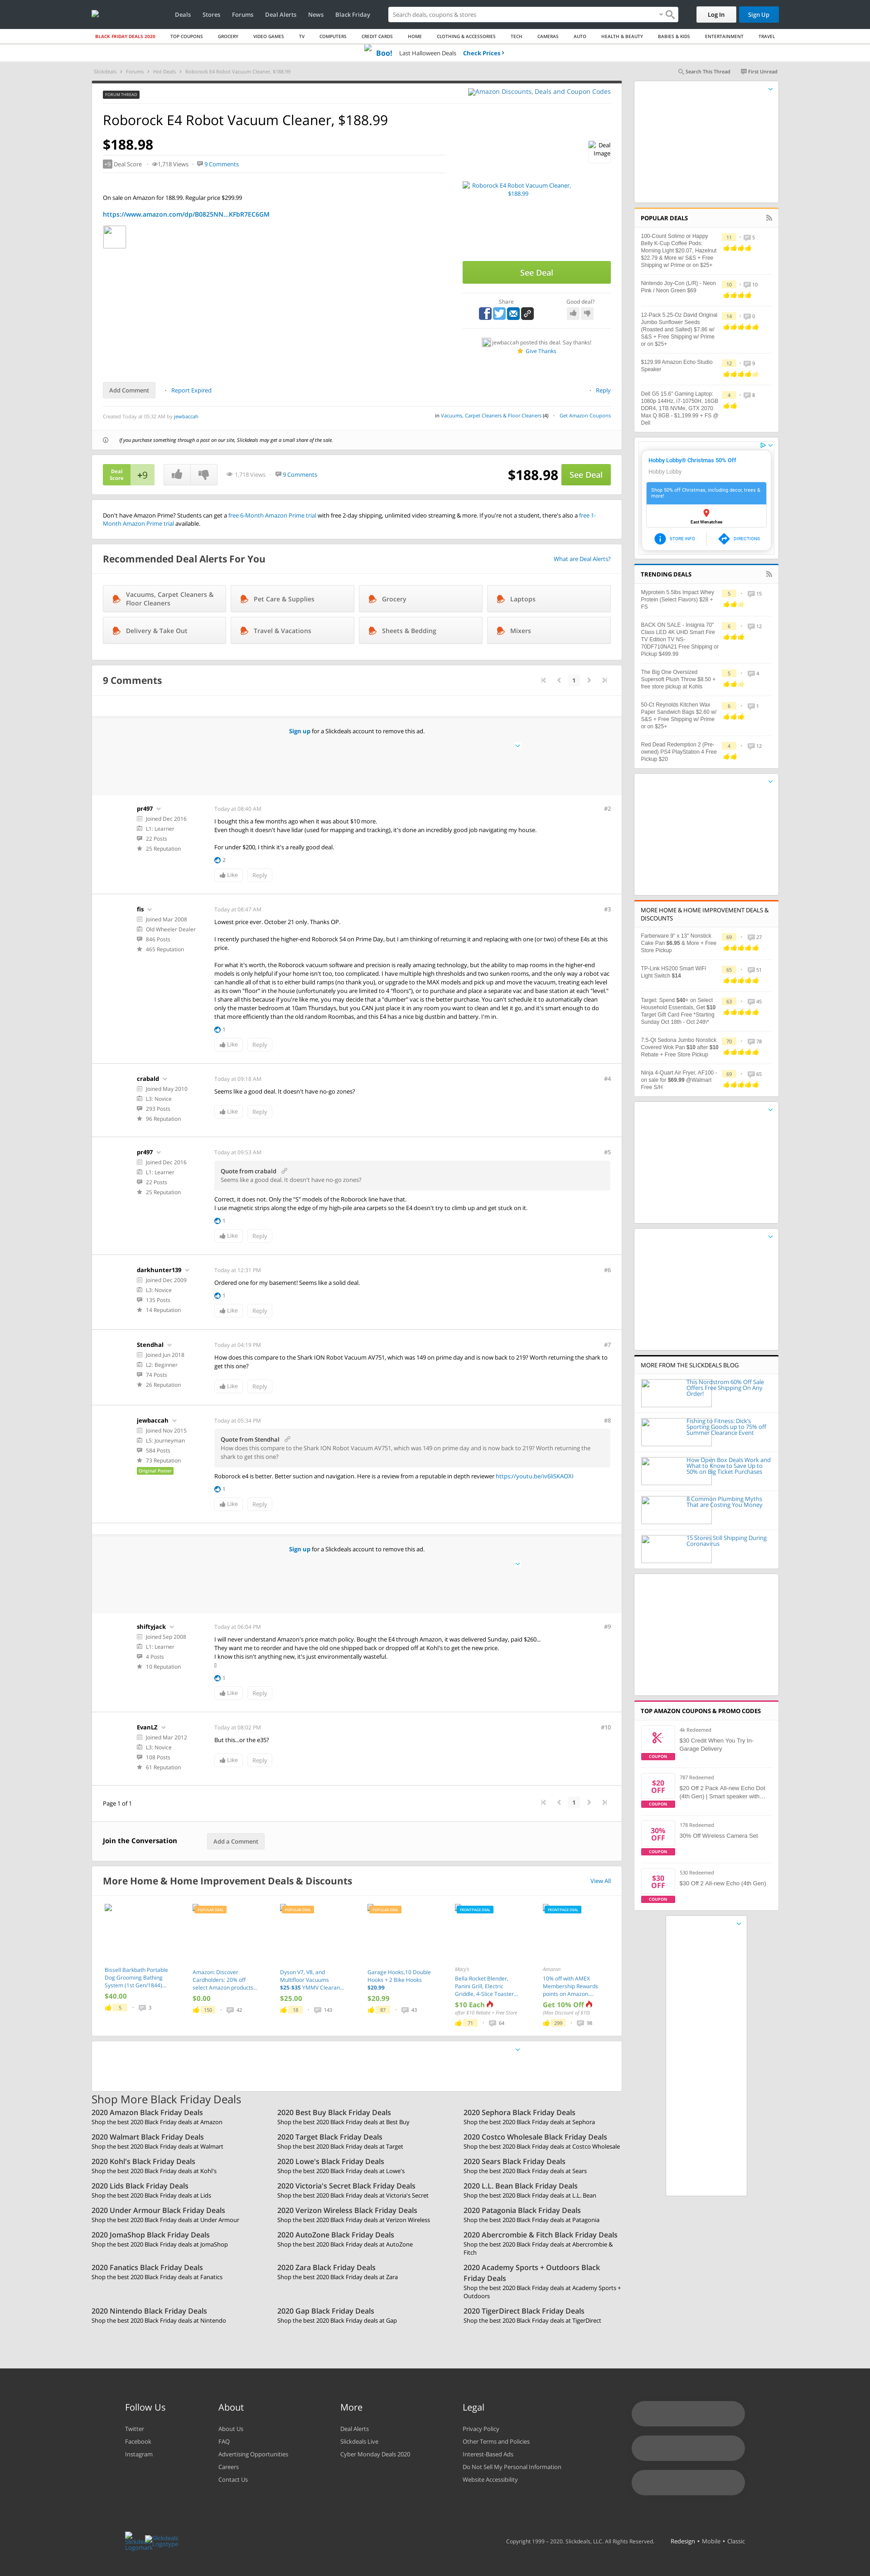 Deals Stores Forums Deal Alerts News Black Friday
Search deals, coupons & stores
Log In
Sign Up
BLACK FRIDAY DEALS 2020 TOP COUPONS GROCERY VIDEO GAMES TV COMPUTERS CREDIT CARDS HOME CLOTHING & ACCESSORIES TECH CAMERAS AUTO HEALTH & BEAUTY BABIES & KIDS ENTERTAINMENT TRAVEL
Boo! Last Halloween Deals Check Prices ›
Slickdeals > Forums > Hot Deals > Roborock E4 Robot Vacuum Cleaner, $188.99
Search This Thread First Unread
FORUM THREAD
Amazon Discounts, Deals and Coupon Codes
Roborock E4 Robot Vacuum Cleaner, $188.99
$188.98
+9 Deal Score · 1,718 Views · 9 Comments
Deal Image
On sale on Amazon for 188.99. Regular price $299.99
https://www.amazon.com/dp/B0825NN...KFbR7EC6GM
Roborock E4 Robot Vacuum Cleaner, $188.99
See Deal
Share
Good deal?
jewbaccah posted this deal. Say thanks!
Give Thanks
Add Comment · Report Expired
· Reply
Created Today at 05:32 AM by jewbaccah
in Vacuums, Carpet Cleaners & Floor Cleaners (4) · Get Amazon Coupons
If you purchase something through a post on our site, Slickdeals may get a small share of the sale.
Deal Score +9
1,718 Views · 9 Comments
$188.98 See Deal
Don't have Amazon Prime? Students can get a free 6-Month Amazon Prime trial with free 2-day shipping, unlimited video streaming & more. If you're not a student, there's also a free 1-Month Amazon Prime trial available.
Recommended Deal Alerts For You
What are Deal Alerts?
Vacuums, Carpet Cleaners & Floor Cleaners
Pet Care & Supplies
Grocery
Laptops
Delivery & Take Out
Travel & Vacations
Sheets & Bedding
Mixers
9 Comments
1
Sign up for a Slickdeals account to remove this ad.
pr497
Joined Dec 2016
L1: Learner
22 Posts
25 Reputation
Today at 08:40 AM
#2
I bought this a few months ago when it was about $10 more.
Even though it doesn't have lidar (used for mapping and tracking), it's done an incredibly good job navigating my house.
For under $200, I think it's a really good deal.
2
Like Reply
fis
Joined Mar 2008
Old Wheeler Dealer
846 Posts
465 Reputation
Today at 08:47 AM
#3
Lowest price ever. October 21 only. Thanks OP.
I recently purchased the higher-end Roborock S4 on Prime Day, but I am thinking of returning it and replacing with one (or two) of these E4s at this price.
For what it's worth, the Roborock vacuum software precision is really amazing technology, but the ability to map rooms in the higher-end models is only helpful if your home isn't too, too complicated. I have multiple high thresholds between rooms, and the only auto robot vac can handle all of them is the E4/S4/S5, etc, or upgrade to the MAX models and pick up and move the vacuum. But with that many rooms (or unfortunately if you are limited to a 4 "floors"), or to transport it around your space and set additional base stations on each "level." I share all this because if you're like me, you may decide that a "dumb" robovac will suit the purpose better. You can schedule it to automatically clean only the master bedroom at 10am Thursdays, but you CAN just place it in any room you want to clean and let it do its stuff, anytime, probably a lot more efficiently than the old random Roombas, and this E4 has a nice big dustbin and battery. I'm in.
1
Like Reply
crabald
Joined May 2010
L3: Novice
293 Posts
96 Reputation
Today at 09:18 AM
#4
Seems like a good deal. It doesn't have no-go zones?
Like Reply
pr497
Joined Dec 2016
L1: Learner
22 Posts
25 Reputation
Today at 09:53 AM
#5
Quote from crabald
Seems like a good deal. It doesn't have no-go zones?
Correct, it does not. Only the "S" models of the Roborock line have that.
I use magnetic strips along the edge of my high-pile area carpets so the E4 doesn't try to climb up and get stuck on it.
1
Like Reply
darkhunter139
Joined Dec 2009
L3: Novice
135 Posts
14 Reputation
Today at 12:31 PM
#6
Ordered one for my basement! Seems like a solid deal.
1
Like Reply
Stendhal
Joined Jun 2018
L2: Beginner
74 Posts
26 Reputation
Today at 04:19 PM
#7
How does this compare to the Shark ION Robot Vacuum AV751, which was 149 on prime day and is now back to 219? Worth returning the shark to get this one?
Like Reply
jewbaccah
Joined Nov 2015
L5: Journeyman
584 Posts
73 Reputation
Original Poster
Today at 05:34 PM
#8
Quote from Stendhal
How does this compare to the Shark ION Robot Vacuum AV751, which was 149 on prime day and is now back to 219? Worth returning the shark to get this one?
Roborock e4 is better. Better suction and navigation. Here is a review from a reputable in depth reviewer https://youtu.be/iv6liSKAOXI
1
Like Reply
Sign up for a Slickdeals account to remove this ad.
shiftyjack
Joined Sep 2008
L1: Learner
4 Posts
10 Reputation
Today at 06:04 PM
#9
I will never understand Amazon's price match policy. Bought the E4 through Amazon, it was delivered Sunday, paid $260...
They want me to reorder and have the old one shipped back or dropped off at Kohl's to get the new price.
I know this isn't anything new, it's just environmentally wasteful.
1
Like Reply
EvanLZ
Joined Mar 2012
L3: Novice
108 Posts
61 Reputation
Today at 08:02 PM
#10
But this...or the e35?
Like Reply
Page 1 of 1
1
Join the Conversation
Add a Comment
More Home & Home Improvement Deals & Discounts
View All
Bissell Barkbath Portable Dog Grooming Bathing System (1st Gen/1844)...
$40.00
5 · 3
POPULAR DEAL
Amazon: Discover Cardholders: 20% off select Amazon products...
$0.00
150 · 42
POPULAR DEAL
Dyson V7, V8, and Multifloor Vacuums $25-$35 YMMV Clearan...
$25.00
18 · 143
POPULAR DEAL
Garage Hooks,10 Double Hooks + 2 Bike Hooks $20.99
$20.99
87 · 43
FRONTPAGE DEAL
Macy's
Bella Rocket Blender, Panini Grill, Electric Griddle, 4-Slice Toaster...
$10 Each
after $10 Rebate + Free Store
71 · 64
FRONTPAGE DEAL
Amazon
10% off with AMEX Membership Rewards points on Amazon....
Get 10% Off
(Max Discount of $10)
299 · 98
Shop More Black Friday Deals
2020 Amazon Black Friday Deals
Shop the best 2020 Black Friday deals at Amazon
2020 Best Buy Black Friday Deals
Shop the best 2020 Black Friday deals at Best Buy
2020 Sephora Black Friday Deals
Shop the best 2020 Black Friday deals at Sephora
2020 Walmart Black Friday Deals
Shop the best 2020 Black Friday deals at Walmart
2020 Target Black Friday Deals
Shop the best 2020 Black Friday deals at Target
2020 Costco Wholesale Black Friday Deals
Shop the best 2020 Black Friday deals at Costco Wholesale
2020 Kohl's Black Friday Deals
Shop the best 2020 Black Friday deals at Kohl's
2020 Lowe's Black Friday Deals
Shop the best 2020 Black Friday deals at Lowe's
2020 Sears Black Friday Deals
Shop the best 2020 Black Friday deals at Sears
2020 Lids Black Friday Deals
Shop the best 2020 Black Friday deals at Lids
2020 Victoria's Secret Black Friday Deals
Shop the best 2020 Black Friday deals at Victoria's Secret
2020 L.L. Bean Black Friday Deals
Shop the best 2020 Black Friday deals at L.L. Bean
2020 Under Armour Black Friday Deals
Shop the best 2020 Black Friday deals at Under Armour
2020 Verizon Wireless Black Friday Deals
Shop the best 2020 Black Friday deals at Verizon Wireless
2020 Patagonia Black Friday Deals
Shop the best 2020 Black Friday deals at Patagonia
2020 JomaShop Black Friday Deals
Shop the best 2020 Black Friday deals at JomaShop
2020 AutoZone Black Friday Deals
Shop the best 2020 Black Friday deals at AutoZone
2020 Abercrombie & Fitch Black Friday Deals
Shop the best 2020 Black Friday deals at Abercrombie & Fitch
2020 Fanatics Black Friday Deals
Shop the best 2020 Black Friday deals at Fanatics
2020 Zara Black Friday Deals
Shop the best 2020 Black Friday deals at Zara
2020 Academy Sports + Outdoors Black Friday Deals
Shop the best 2020 Black Friday deals at Academy Sports + Outdoors
2020 Nintendo Black Friday Deals
Shop the best 2020 Black Friday deals at Nintendo
2020 Gap Black Friday Deals
Shop the best 2020 Black Friday deals at Gap
2020 TigerDirect Black Friday Deals
Shop the best 2020 Black Friday deals at TigerDirect
POPULAR DEALS
100-Count Solimo or Happy Belly K-Cup Coffee Pods: Morning Light $20.07, Hazelnut $22.79 & More w/ S&S + Free Shipping w/ Prime or on $25+
11 · 5
Nintendo Joy-Con (L/R) - Neon Pink / Neon Green $69
10 · 10
12-Pack 5.25-Oz David Original Jumbo Sunflower Seeds (Roasted and Salted) $7.86 w/ S&S + Free Shipping w/ Prime or on $25+
14 · 0
$129.99 Amazon Echo Studio Speaker
12 · 9
Dell G5 15.6" Gaming Laptop: 1080p 144Hz, i7-10750H, 16GB DDR4, 1TB NVMe, GTX 2070 Max Q 8GB - $1,199.99 + FS @ Dell
4 · 8
Hobby Lobby® Christmas 50% Off
Hobby Lobby
Shop 50% off Christmas, including decor, trees & more!
East Wenatchee
STORE INFO
DIRECTIONS
TRENDING DEALS
Myprotein 5.5lbs Impact Whey Protein (Select Flavors) $28 + FS
5 · 15
BACK ON SALE - Insignia 70" Class LED 4K UHD Smart Fire TV Edition TV NS-70DF710NA21 Free Shipping or Pickup $499.99
6 · 12
The Big One Oversized Supersoft Plush Throw $8.50 + free store pickup at Kohls
5 · 4
50-Ct Reynolds Kitchen Wax Paper Sandwich Bags $2.60 w/ S&S + Free Shipping w/ Prime or on $25+
6 · 1
Red Dead Redemption 2 (Pre-owned) PS4 PlayStation 4 Free Pickup $20
4 · 12
MORE HOME & HOME IMPROVEMENT DEALS & DISCOUNTS
Farberware 9" x 13" Nonstick Cake Pan $6.95 & More + Free Store Pickup
69 · 27
TP-Link HS200 Smart WiFi Light Switch $14
65 · 51
Target: Spend $40+ on Select Household Essentials, Get $10 Target Gift Card Free *Starting Sunday Oct 18th - Oct 24th*
63 · 45
7.5-Qt Sedona Jumbo Nonstick Covered Wok Pan $10 after $10 Rebate + Free Store Pickup
70 · 78
Ninja 4-Quart Air Fryer, AF100 - on sale for $69.99 @Walmart Free S/H
69 · 65
MORE FROM THE SLICKDEALS BLOG
This Nordstrom 60% Off Sale Offers Free Shipping On Any Order!
Fishing to Fitness: Dick's Sporting Goods up to 75% off Summer Clearance Event
How Open Box Deals Work and What to Know to Save Up to 50% on Big Ticket Purchases
8 Common Plumbing Myths That are Costing You Money
15 Stores Still Shipping During Coronavirus
TOP AMAZON COUPONS & PROMO CODES
COUPON
4k Redeemed
$30 Credit When You Try In-Garage Delivery
$20 OFF
COUPON
787 Redeemed
$20 Off 2 Pack All-new Echo Dot (4th Gen) | Smart speaker with...
30% OFF
COUPON
178 Redeemed
30% Off Wireless Camera Set
$30 OFF
COUPON
530 Redeemed
$30 Off 2 All-new Echo (4th Gen)
Follow Us
Twitter
Facebook
Instagram
About
About Us
FAQ
Advertising Opportunities
Careers
Contact Us
More
Deal Alerts
Slickdeals Live
Cyber Monday Deals 2020
Legal
Privacy Policy
Other Terms and Policies
Interest-Based Ads
Do Not Sell My Personal Information
Website Accessibility
Slickdeals Logomark
Slickdeals Logotype
Copyright 1999 - 2020. Slickdeals, LLC. All Rights Reserved. Redesign • Mobile • Classic